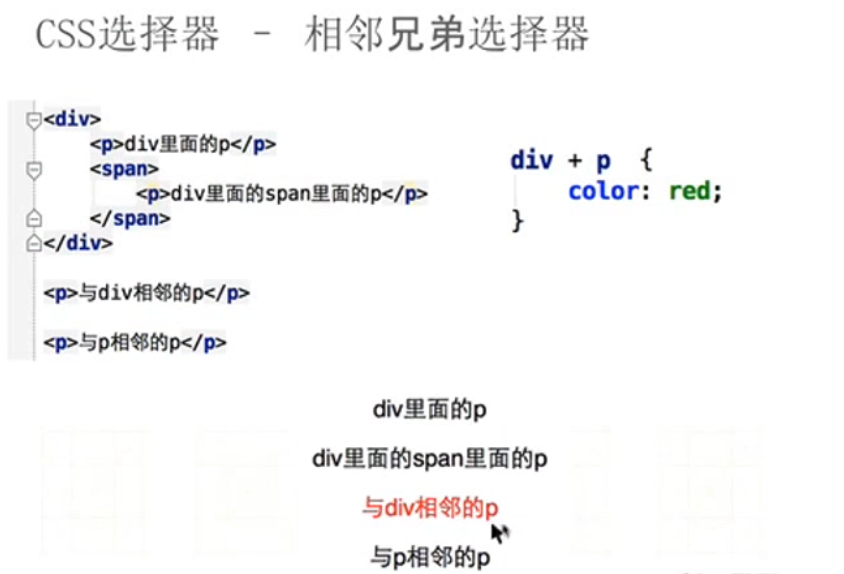 CSS选择器 - 相邻兄弟选择器
<div>
<p>div里面的p</p>
<span>
<p>div里面的span里面的p</p>
</span>
</div>
<p>与div相邻的p</p>
<p>与p相邻的p</p>
div + p {
color: red;
}
div里面的p
div里面的span里面的p
与div相邻的p
与p相邻的p